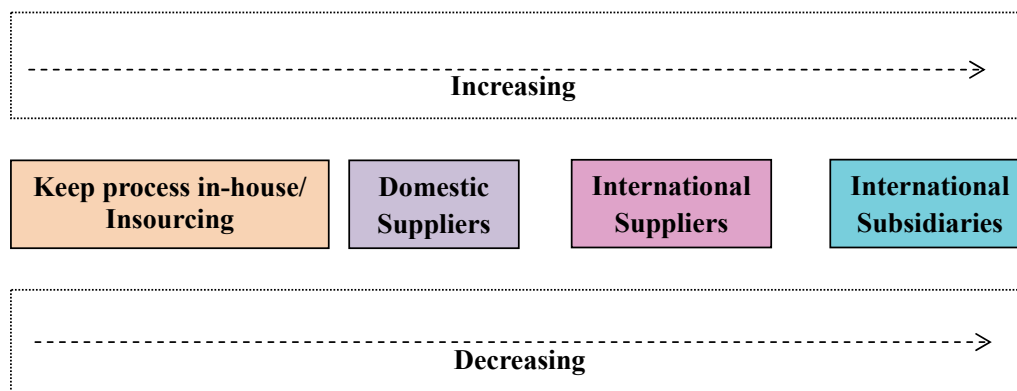 Increasing
Keep process in-house/
Insourcing
Domestic
Suppliers
International
Suppliers
International
Subsidiaries
Decreasing